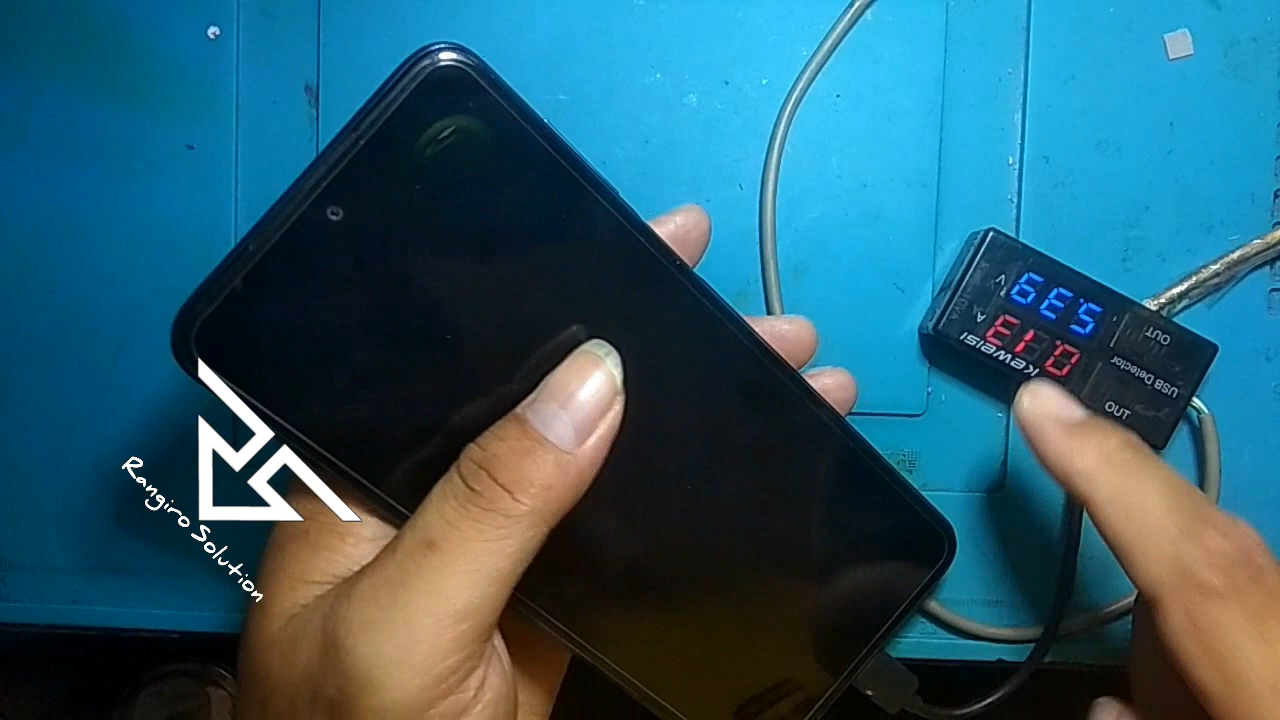 Rangiro Solution
OUT
USB Detector
OUT
0.13 A
5.39 V
KEWEISI